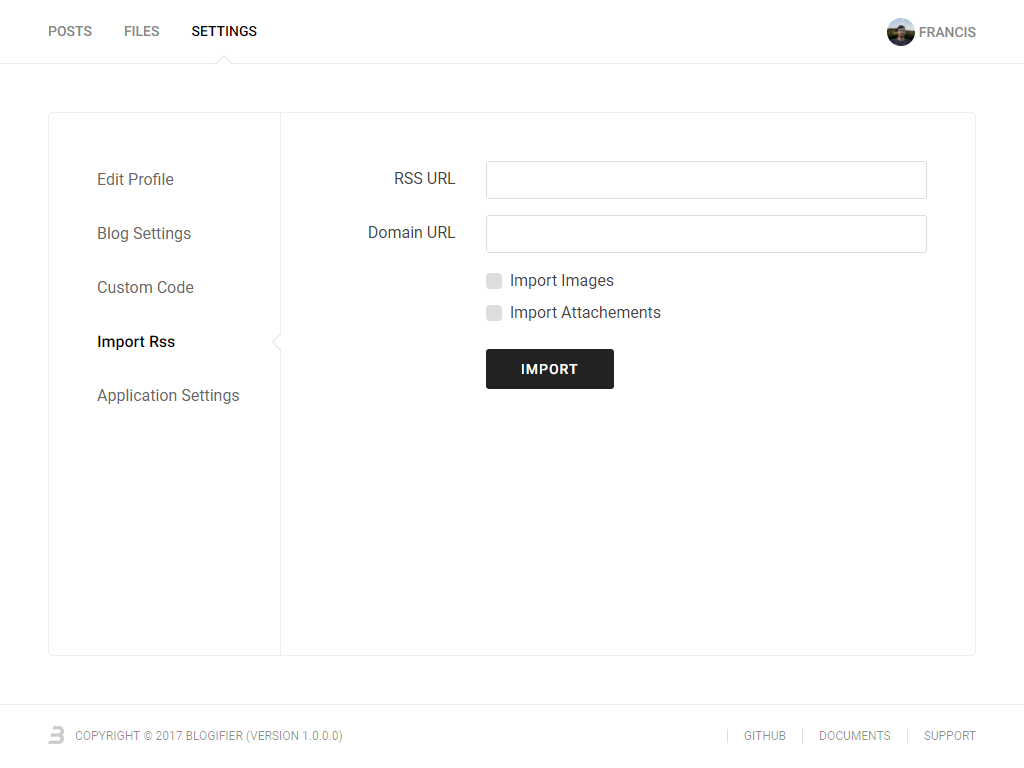 POSTS FILES SETTINGS FRANCIS
Edit Profile
Blog Settings
Custom Code
Import Rss
Application Settings
RSS URL
Domain URL
Import Images
Import Attachements
IMPORT
COPYRIGHT © 2017 BLOGIFIER (VERSION 1.0.0.0)
GITHUB DOCUMENTS SUPPORT